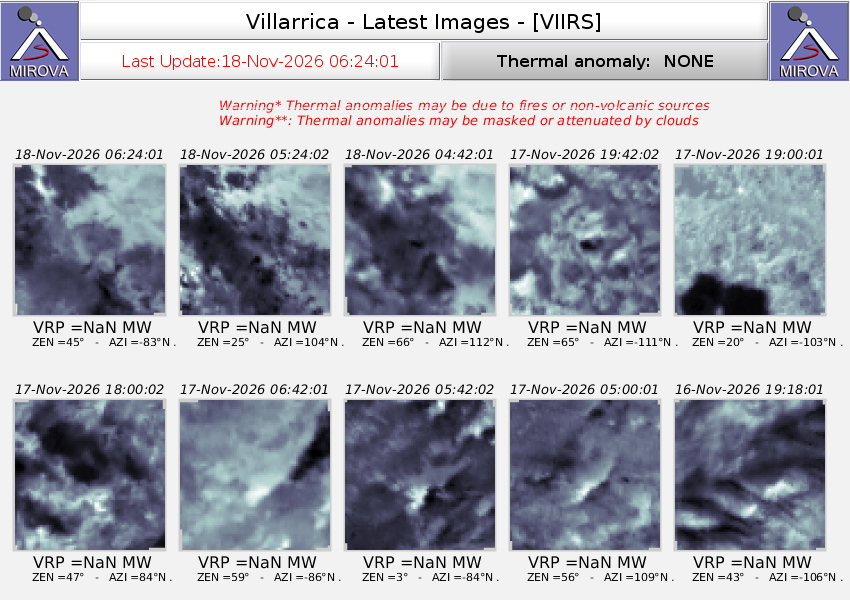 Villarrica - Latest Images - [VIIRS]
MIROVA
Last Update:18-Nov-2026 06:24:01
Thermal anomaly: NONE
MIROVA
Warning* Thermal anomalies may be due to fires or non-volcanic sources
Warning**: Thermal anomalies may be masked or attenuated by clouds
18-Nov-2026 06:24:01 18-Nov-2026 05:24:02 18-Nov-2026 04:42:01 17-Nov-2026 19:42:02 17-Nov-2026 19:00:01
VRP =NaN MW VRP =NaN MW VRP =NaN MW VRP =NaN MW VRP =NaN MW
ZEN =45° - AZI =-83°N . ZEN =25° - AZI =104°N . ZEN =66° - AZI =112°N . ZEN =65° - AZI =-111°N . ZEN =20° - AZI =-103°N .
17-Nov-2026 18:00:02 17-Nov-2026 06:42:01 17-Nov-2026 05:42:02 17-Nov-2026 05:00:01 16-Nov-2026 19:18:01
VRP =NaN MW VRP =NaN MW VRP =NaN MW VRP =NaN MW VRP =NaN MW
ZEN =47° - AZI =84°N . ZEN =59° - AZI =-86°N . ZEN =3° - AZI =-84°N . ZEN =56° - AZI =109°N . ZEN =43° - AZI =-106°N .